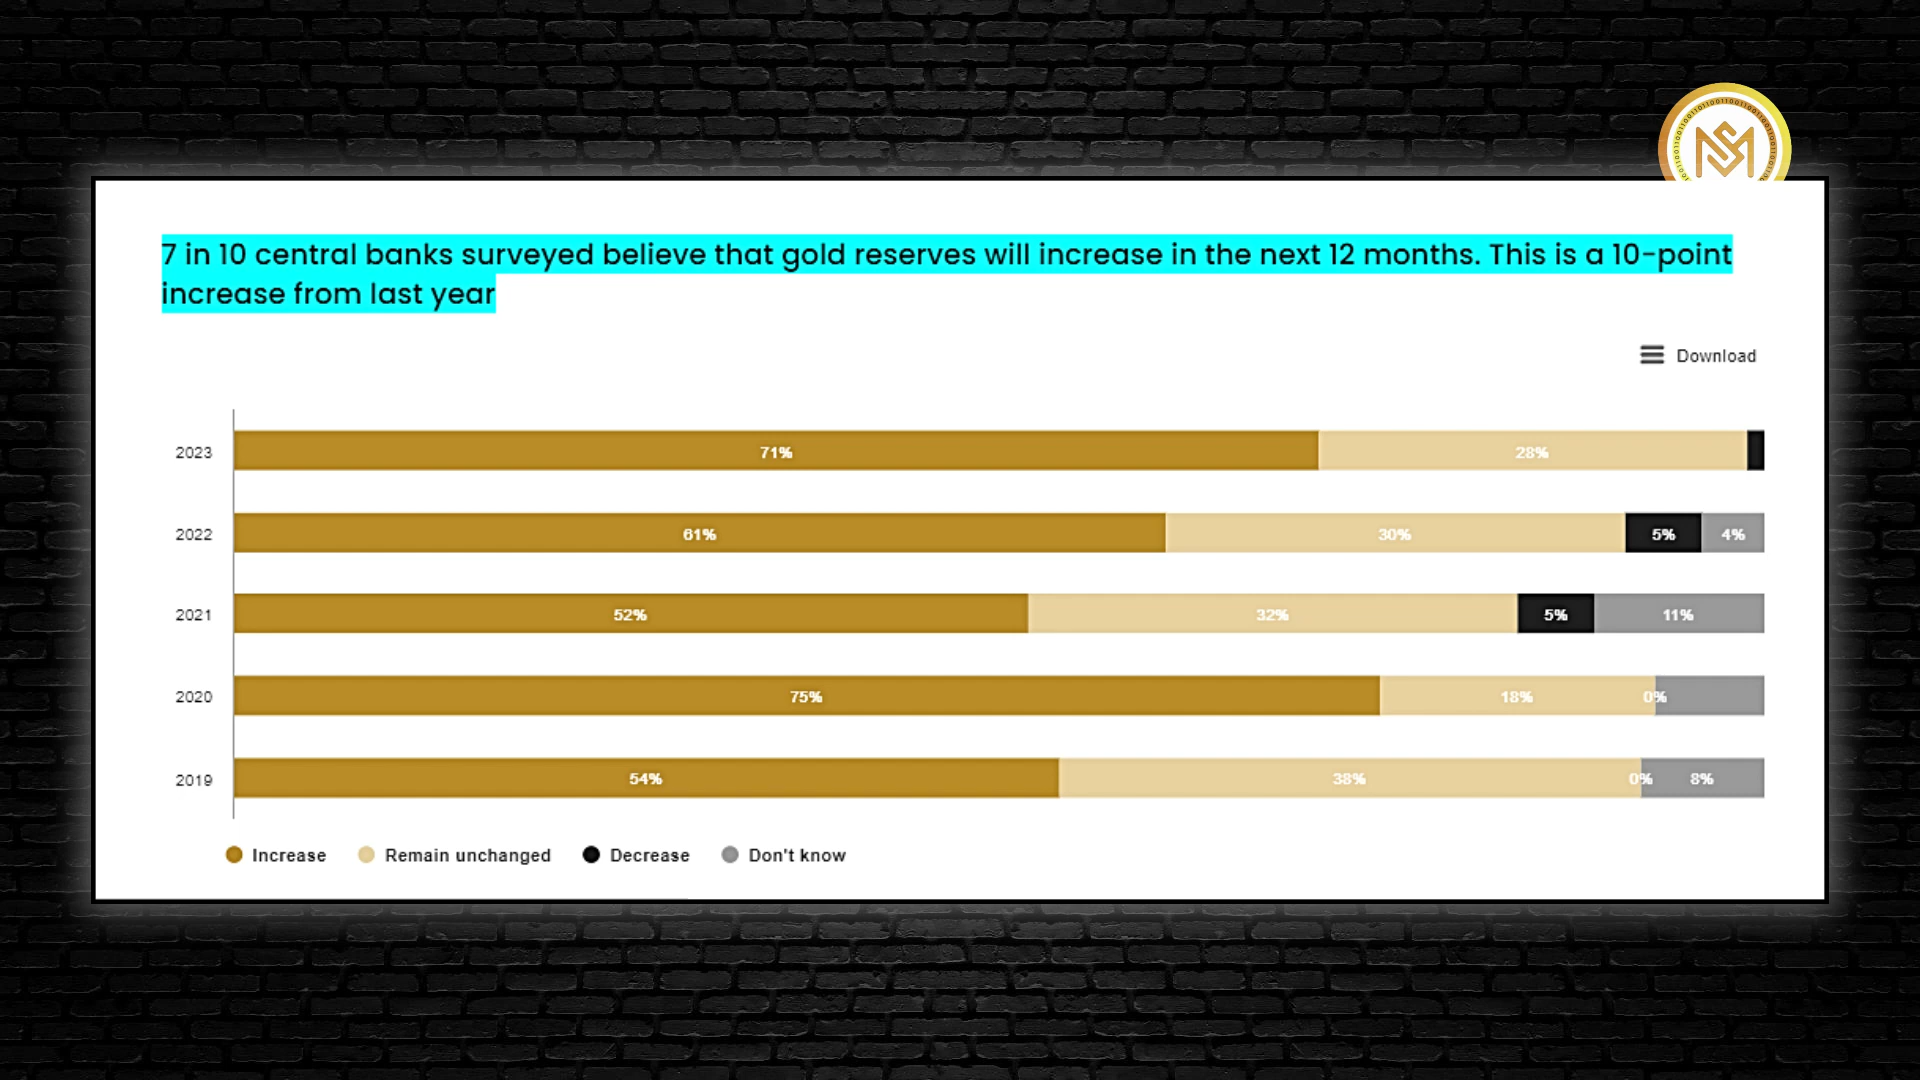 7 in 10 central banks surveyed believe that gold reserves will increase in the next 12 months. This is a 10-point
increase from last year
Download
2023 71% 28%
2022 61% 30% 5% 4%
2021 52% 32% 5% 11%
2020 75% 18% 0%
2019 54% 38% 0% 8%
Increase Remain unchanged Decrease Don't know